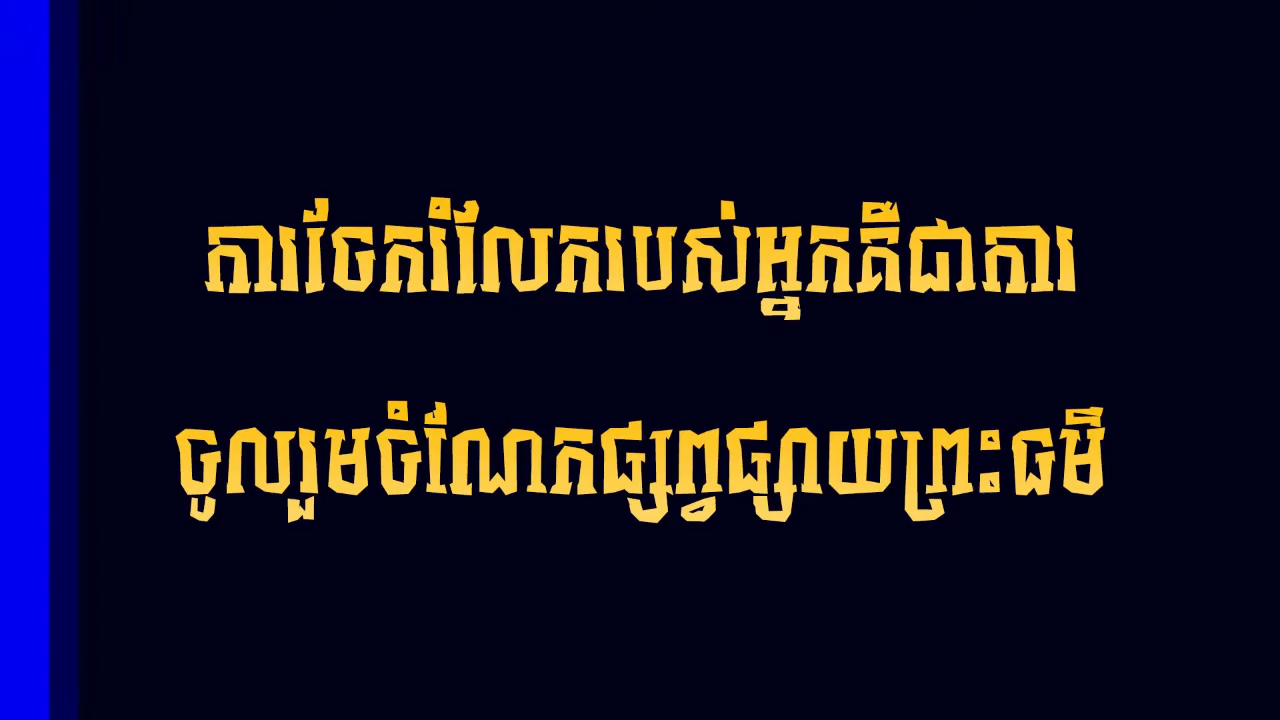 ការចែករំលែករបស់អ្នកគឺជាការ
ចូលរួមចំណែកផ្សព្វផ្សាយព្រះធម៌